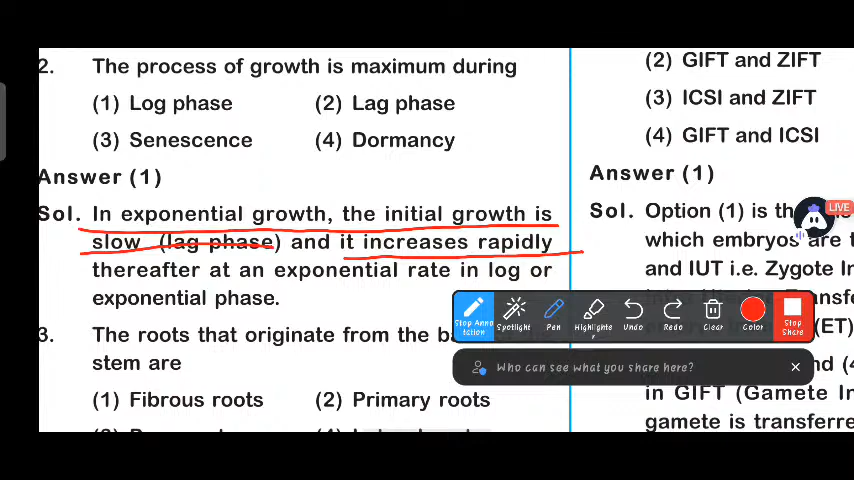 2. The process of growth is maximum during
(1) Log phase (2) Lag phase
(3) Senescence (4) Dormancy
Answer (1)
Sol. In exponential growth, the initial growth is
slow (lag phase) and it increases rapidly
thereafter at an exponential rate in log or
exponential phase.
3. The roots that originate from the ba
stem are
(1) Fibrous roots (2) Primary roots
(2) GIFT and ZIFT
(3) ICSI and ZIFT
(4) GIFT and ICSI
Answer (1)
Sol. Option (1) is th
which embryos are t
and IUT i.e. Zygote In
(ET)
nd (4
in GIFT (Gamete In
gamete is transferre
LIVE
Stop Annotation Spotlight Pen Highlighter Undo Redo Clear Color Stop Share
Who can see what you share here?